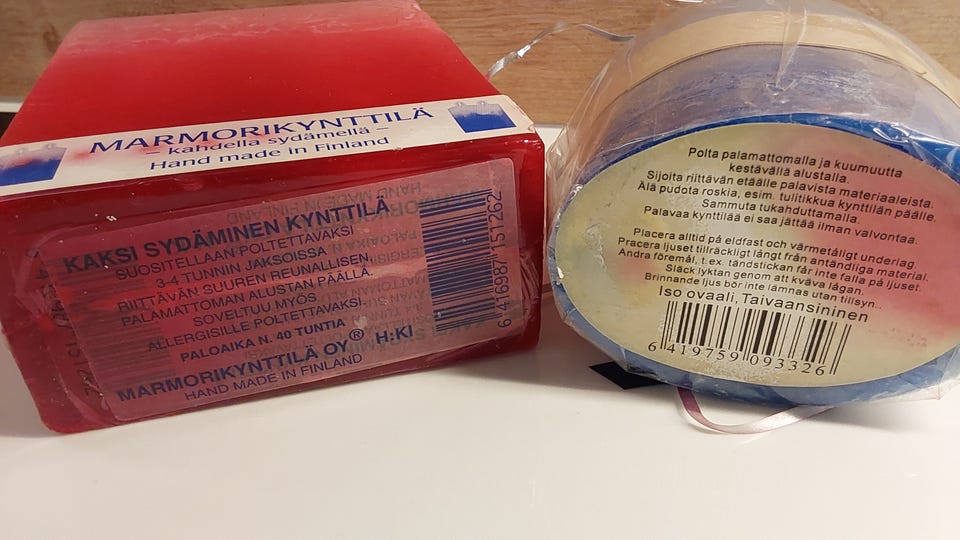 MARMORIKYNTTILÄ
– kahdella sydämellä –
Hand made in Finland
KAKSI SYDÄMINEN KYNTTILÄ
SUOSITELLAAN POLTETTAVAKSI
3-4 TUNNIN JAKSOISSA
RIITTÄVÄN SUUREN REUNALLISEN
PALAMATTOMAN ALUSTAN PÄÄLLÄ.
SOVELTUU MYÖS
ALLERGISILLE POLTETTAVAKSI
PALOAIKA N. 40 TUNTIA
MARMORIKYNTTILÄ OY® H:KI
HAND MADE IN FINLAND
6 416987 151262
Polta palamattomalla ja kuumuutta
kestävällä alustalla.
Sijoita riittävän etäälle palavista materiaaleista.
Älä pudota roskia, esim. tulitikkua kynttilän päälle.
Sammuta tukahduttamalla.
Palavaa kynttilää ei saa jättää ilman valvontaa.
Placera alltid på eldfast och värmetåligt underlag.
Pracera ljuset tillräckligt långt från antändliga material.
Andra föremål, t.ex. tändstickan får inte falla på ljuset.
Släck lyktan genom att kväva lågan.
Brinnande ljus bör inte lämnas utan tillsyn..
Iso ovaali, Taivaansininen
6 419759 093326